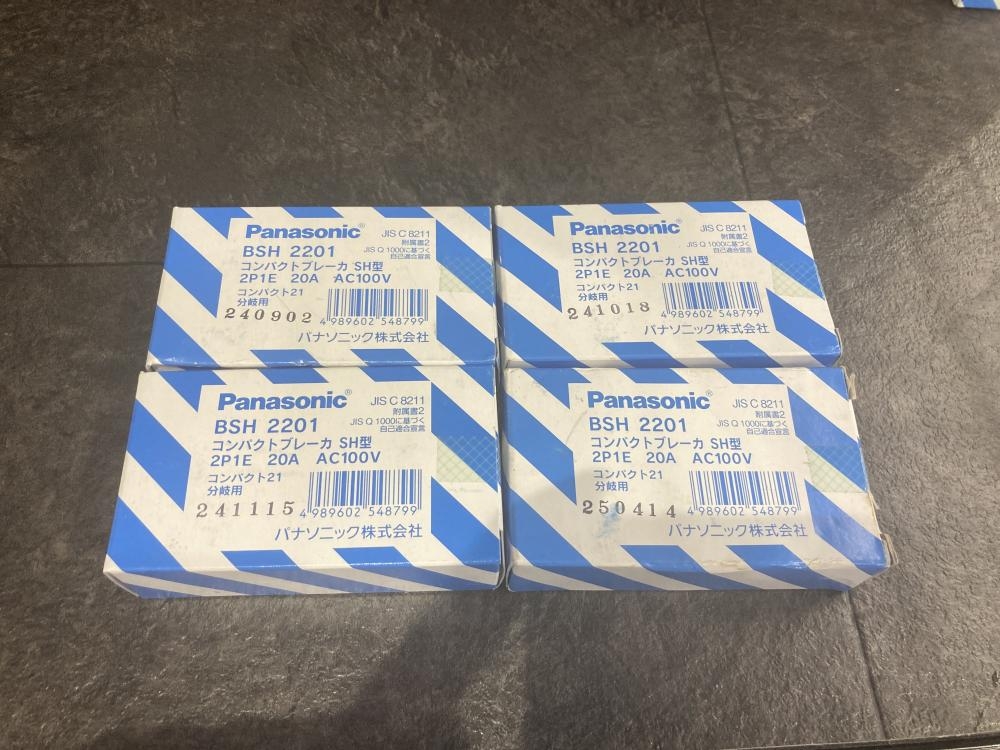 Panasonic®
JIS C 8211
附属書2
BSH 2201
JIS Q 1000に基づく
自己適合宣言
コンパクトブレーカ SH型
2P1E 20A AC100V
コンパクト21
分岐用
240902
4 989602 548799
パナソニック株式会社
Panasonic®
JIS C 8211
附属書2
BSH 2201
JIS Q 1000に基づく
自己適合宣言
コンパクトブレーカ SH型
2P1E 20A AC100V
コンパクト21
分岐用
241018
4 989602 548799
パナソニック株式会社
Panasonic®
JIS C 8211
附属書2
BSH 2201
JIS Q 1000に基づく
自己適合宣言
コンパクトブレーカ SH型
2P1E 20A AC100V
コンパクト21
分岐用
241115
4 989602 548799
パナソニック株式会社
Panasonic®
JIS C 8211
附属書2
BSH 2201
JIS Q 1000に基づく
自己適合宣言
コンパクトブレーカ SH型
2P1E 20A AC100V
コンパクト21
分岐用
250414
4 989602 548799
パナソニック株式会社